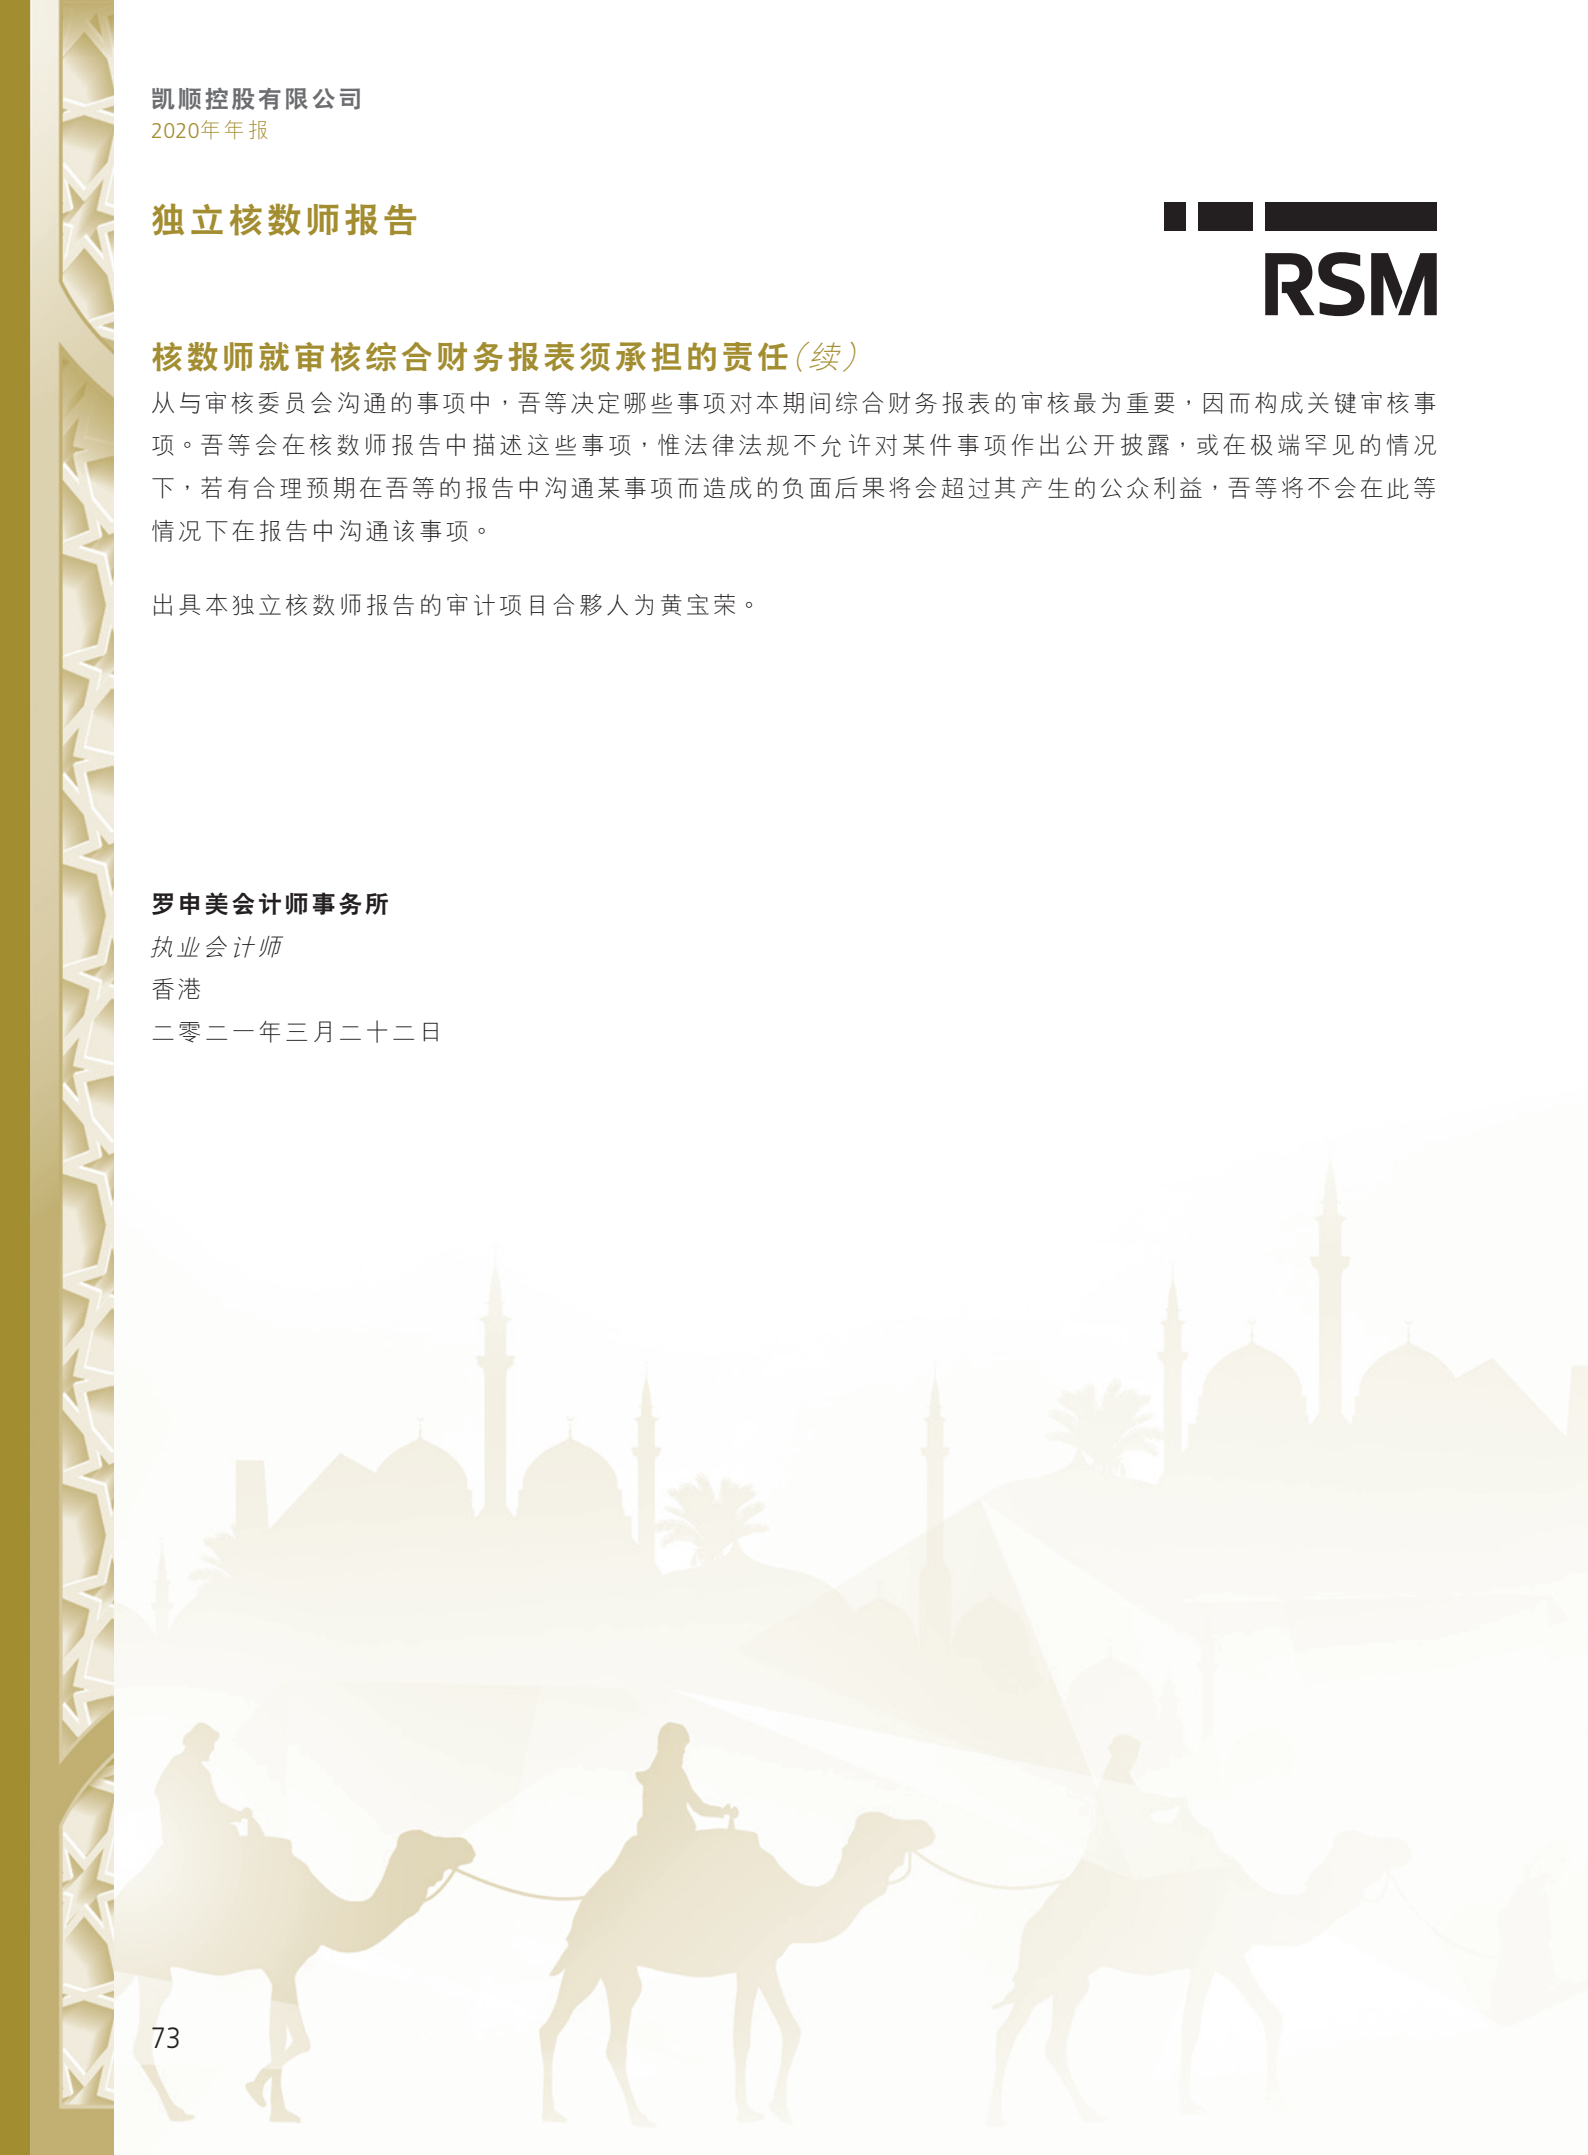 凯顺控股有限公司
2020年年报
独立核数师报告
RSM
核数师就审核综合财务报表须承担的责任（续）
从与审核委员会沟通的事项中，吾等决定哪些事项对本期间综合财务报表的审核最为重要，因而构成关键审核事
项。吾等会在核数师报告中描述这些事项，惟法律法规不允许对某件事项作出公开披露，或在极端罕见的情况
下，若有合理预期在吾等的报告中沟通某事项而造成的负面后果将会超过其产生的公众利益，吾等将不会在此等
情况下在报告中沟通该事项。
出具本独立核数师报告的审计项目合夥人为黄宝荣。
罗申美会计师事务所
执业会计师
香港
二零二一年三月二十二日
73